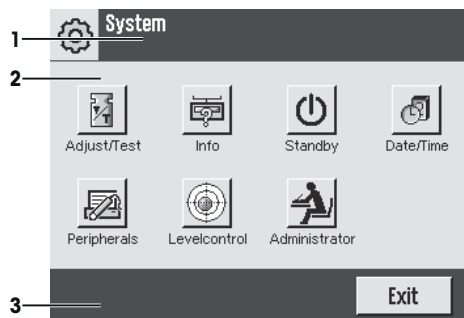 System
1
2
Adjust/Test Info Standby Date/Time
Peripherals Levelcontrol Administrator
3
Exit